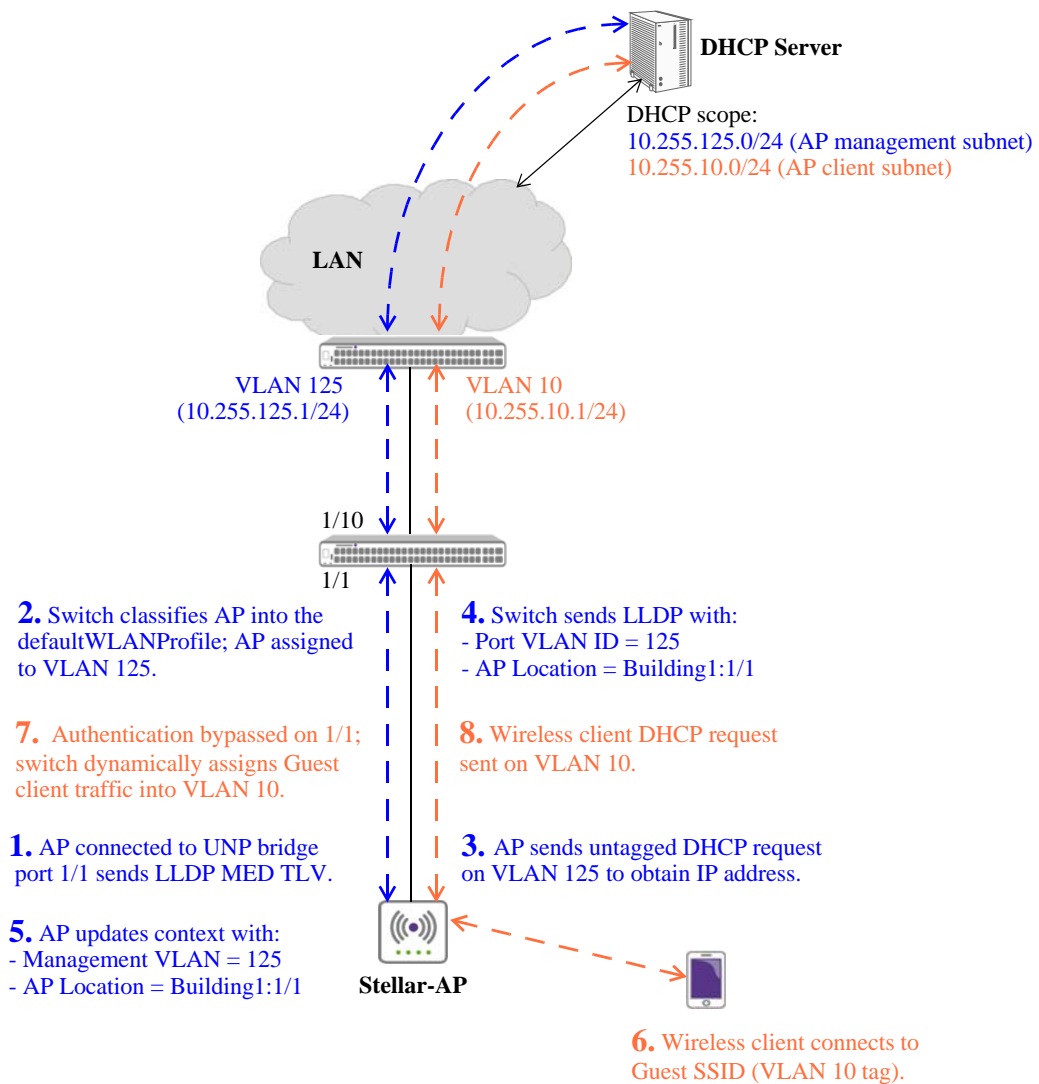 DHCP Server
DHCP scope:
10.255.125.0/24 (AP management subnet)
10.255.10.0/24 (AP client subnet)
LAN
VLAN 125
(10.255.125.1/24)
VLAN 10
(10.255.10.1/24)
1/10
1/1
2. Switch classifies AP into the
defaultWLANProfile; AP assigned
to VLAN 125.
4. Switch sends LLDP with:
- Port VLAN ID = 125
- AP Location = Building1:1/1
7. Authentication bypassed on 1/1;
switch dynamically assigns Guest
client traffic into VLAN 10.
8. Wireless client DHCP request
sent on VLAN 10.
1. AP connected to UNP bridge
port 1/1 sends LLDP MED TLV.
3. AP sends untagged DHCP request
on VLAN 125 to obtain IP address.
5. AP updates context with:
- Management VLAN = 125
- AP Location = Building1:1/1
Stellar-AP
6. Wireless client connects to
Guest SSID (VLAN 10 tag).